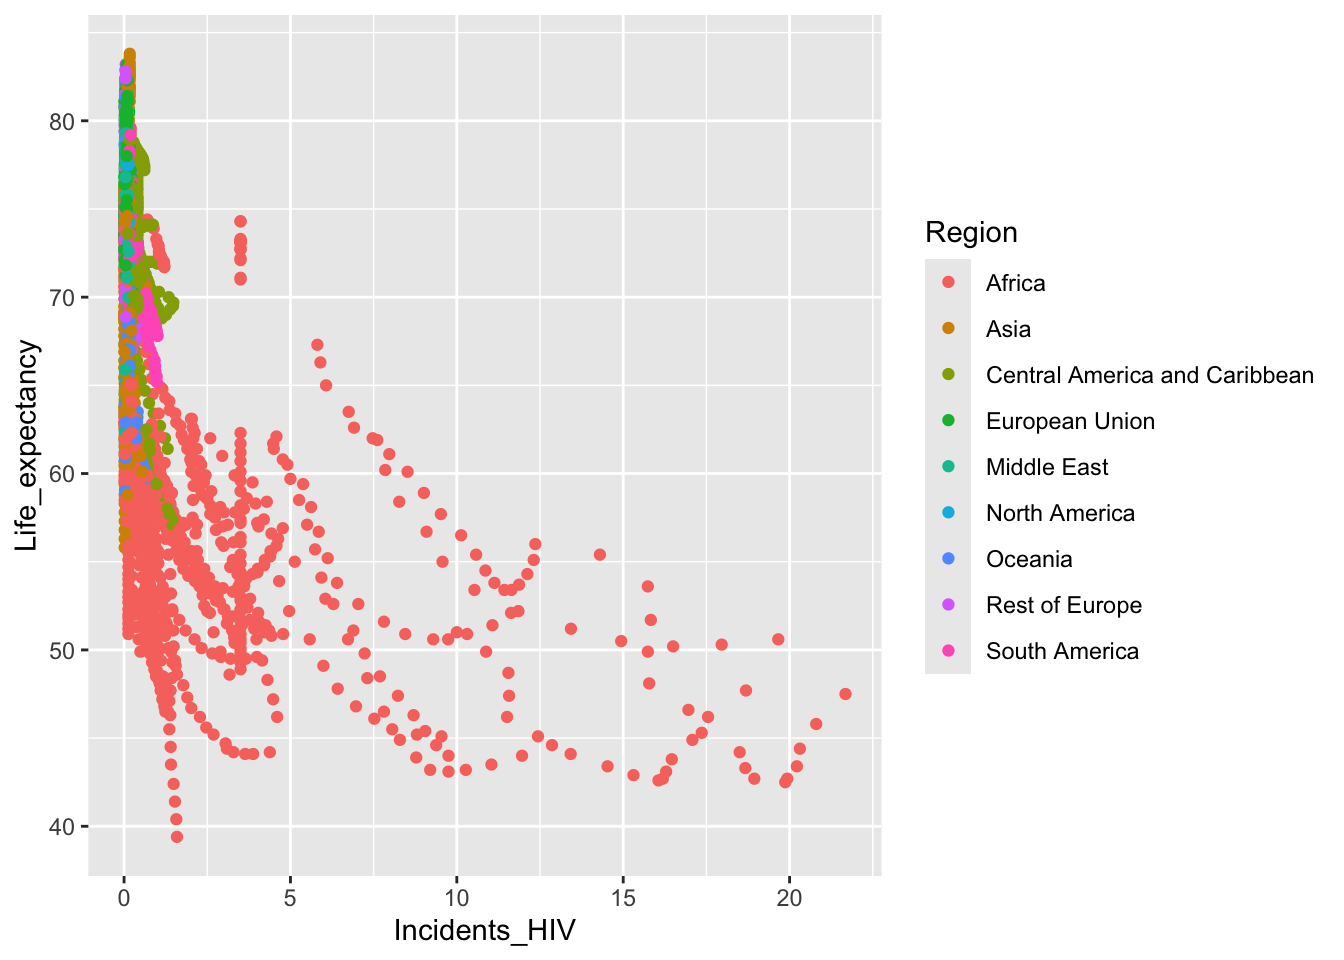 80
70
60
50
40
Life_expectancy
0
5
10
15
20
Incidents_HIV
Region
Africa
Asia
Central America and Caribbean
European Union
Middle East
North America
Oceania
Rest of Europe
South America